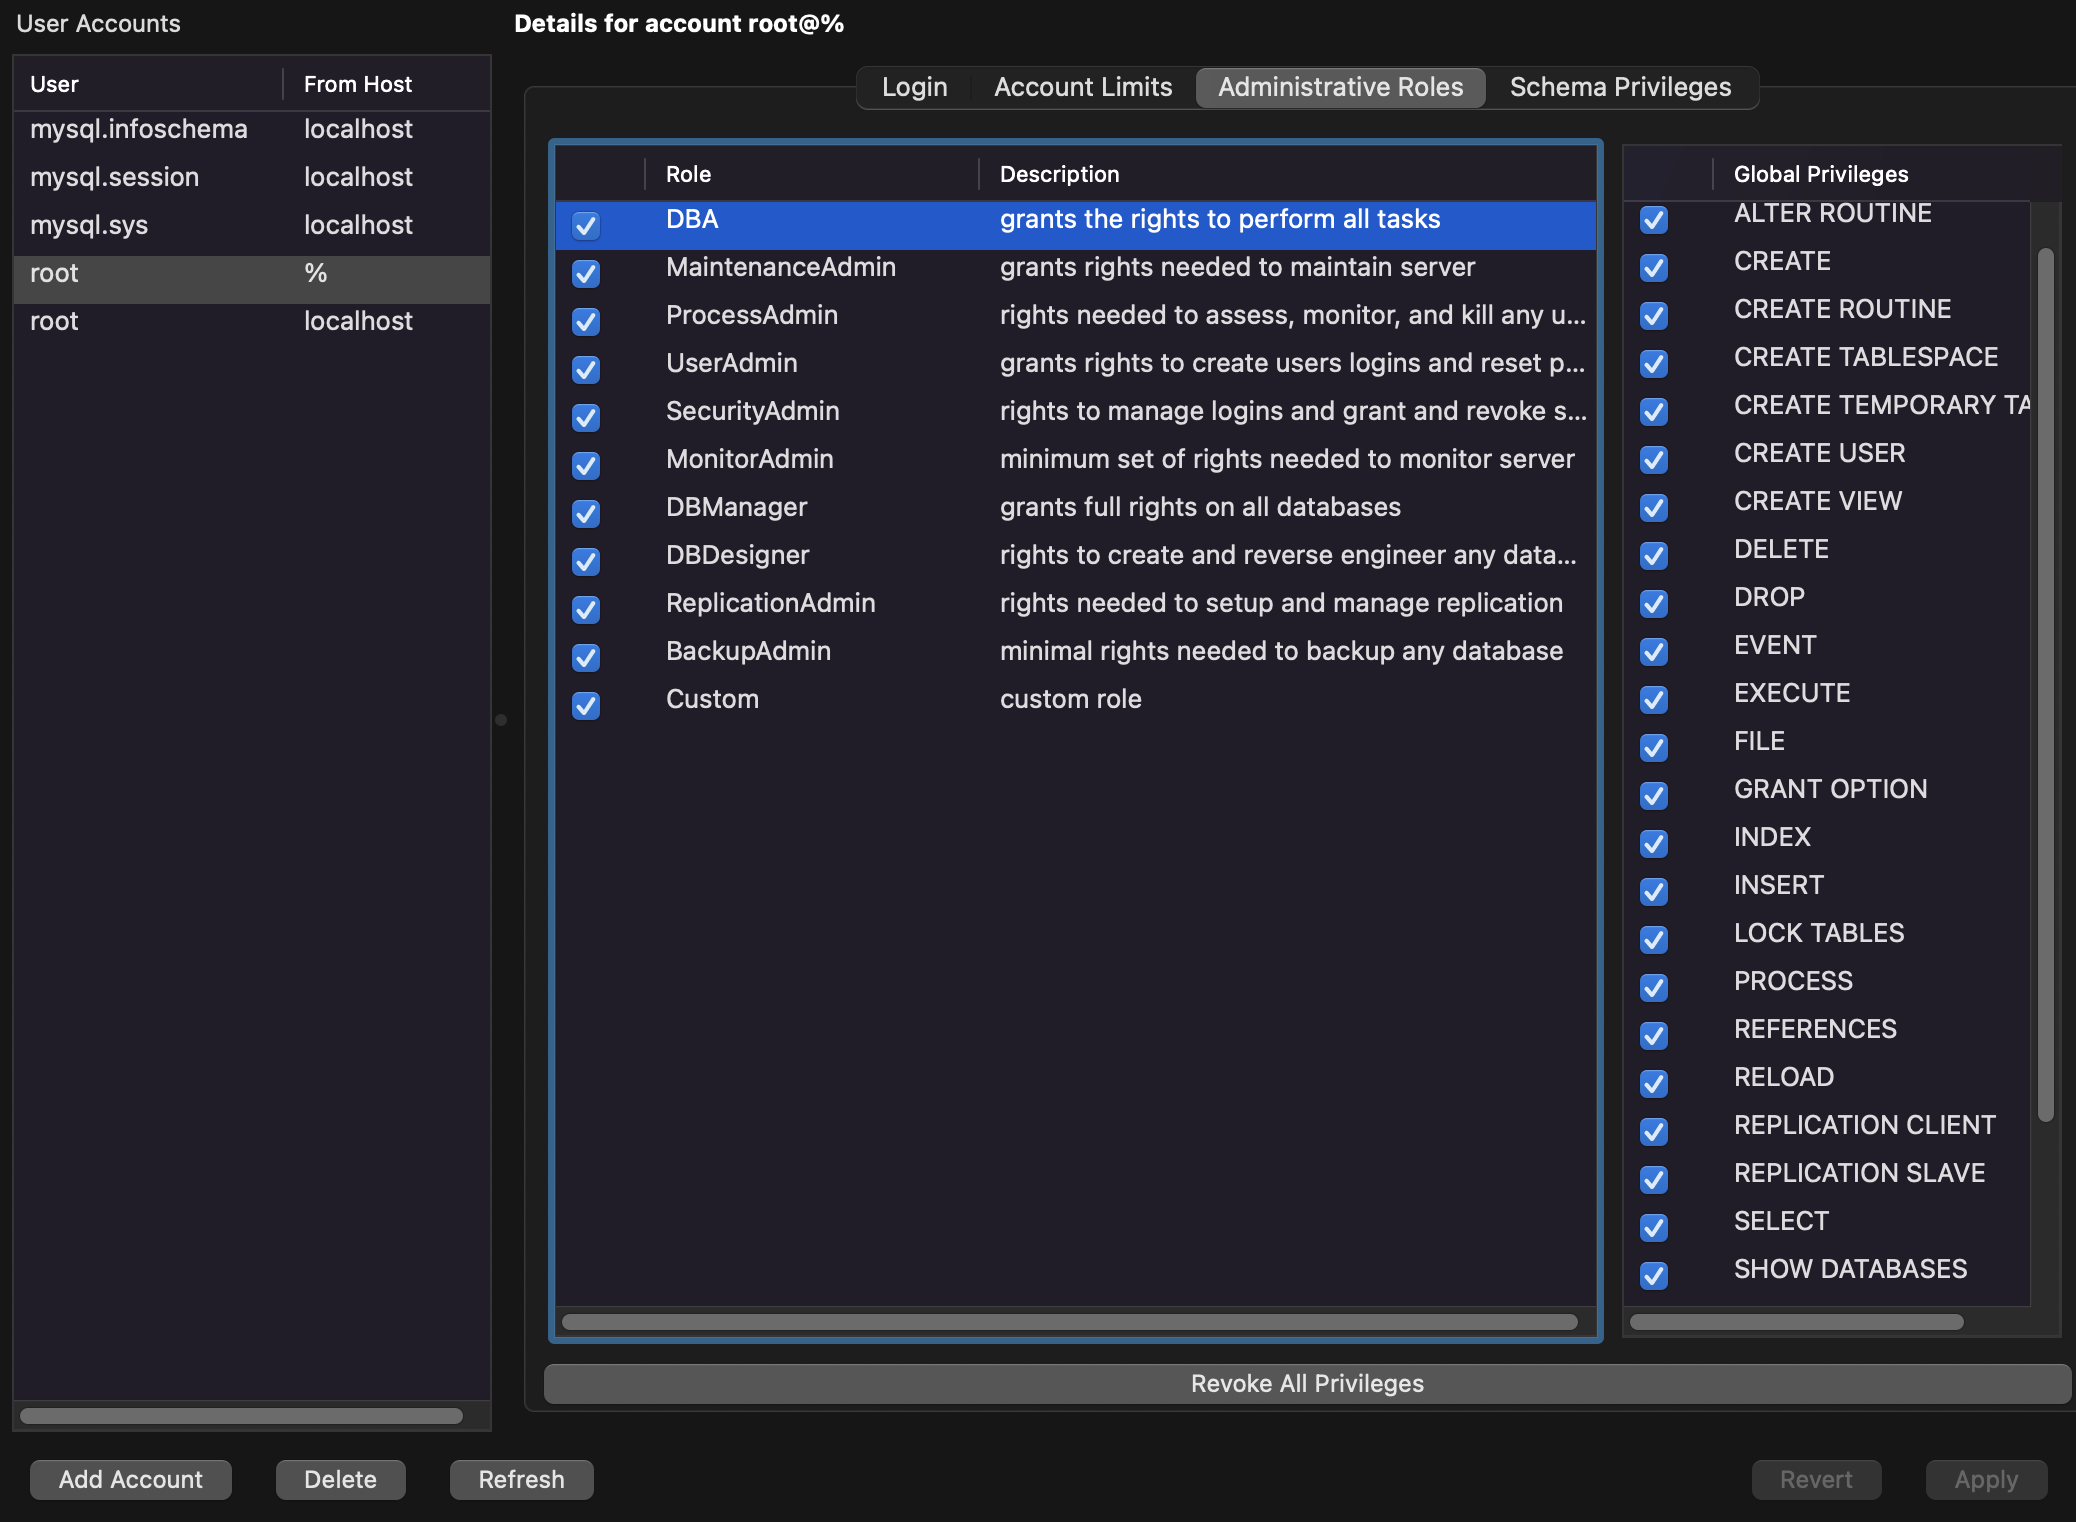 User Accounts
User From Host
mysql.infoschema localhost
mysql.session localhost
mysql.sys localhost
root %
root localhost
Add Account Delete Refresh
Details for account root@%
Login Account Limits Administrative Roles Schema Privileges
Role Description
DBA grants the rights to perform all tasks
MaintenanceAdmin grants rights needed to maintain server
ProcessAdmin rights needed to assess, monitor, and kill any u...
UserAdmin grants rights to create users logins and reset p...
SecurityAdmin rights to manage logins and grant and revoke s...
MonitorAdmin minimum set of rights needed to monitor server
DBManager grants full rights on all databases
DBDesigner rights to create and reverse engineer any data...
ReplicationAdmin rights needed to setup and manage replication
BackupAdmin minimal rights needed to backup any database
Custom custom role
Global Privileges
ALTER ROUTINE
CREATE
CREATE ROUTINE
CREATE TABLESPACE
CREATE TEMPORARY TA
CREATE USER
CREATE VIEW
DELETE
DROP
EVENT
EXECUTE
FILE
GRANT OPTION
INDEX
INSERT
LOCK TABLES
PROCESS
REFERENCES
RELOAD
REPLICATION CLIENT
REPLICATION SLAVE
SELECT
SHOW DATABASES
Revoke All Privileges
Revert Apply